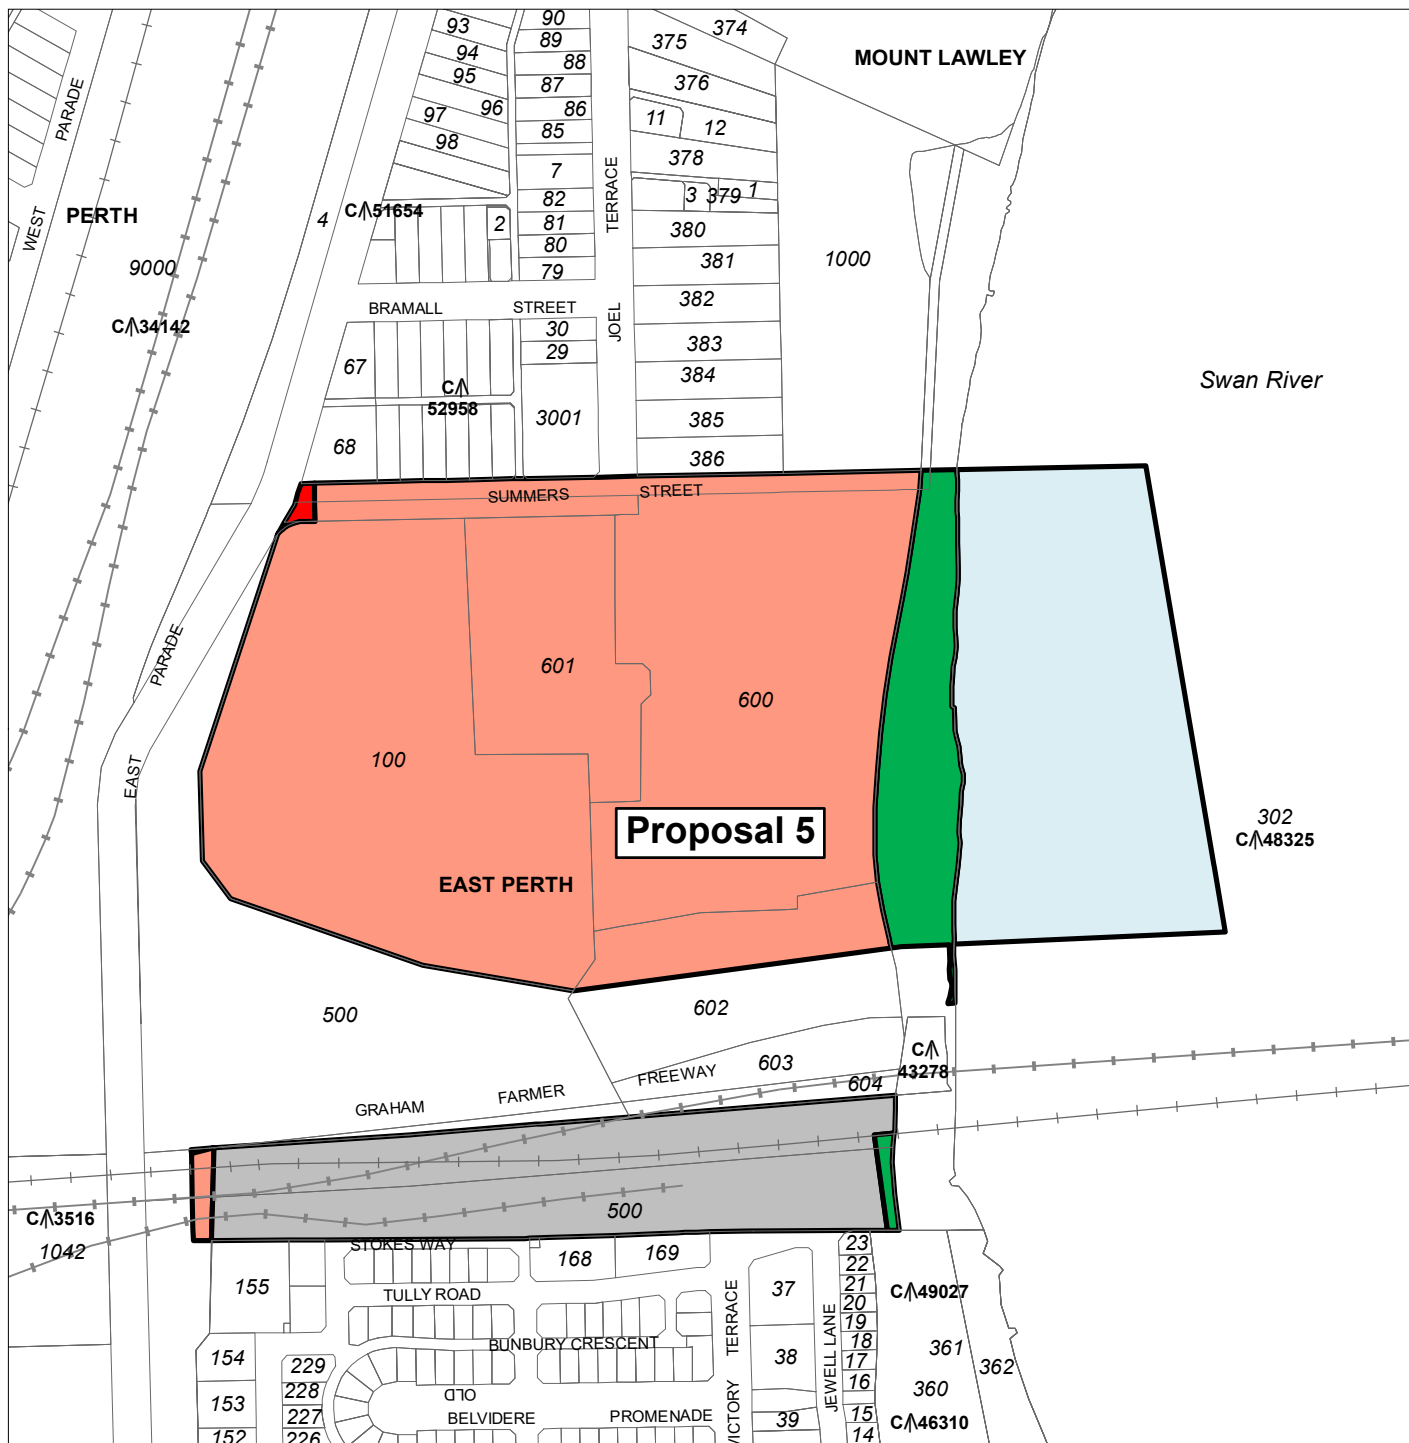 93
94
95
96
97
98
90
89
88
87
86
85
7
82
81
80
79
375
374
376
11
12
378
3
379
1
380
381
382
383
384
385
386
MOUNT LAWLEY
WEST
PARADE
PERTH
9000
C/\34142
4
C/\51654
2
TERRACE
JOEL
1000
BRAMALL STREET
30
29
67
C/\
52958
3001
68
Swan River
SUMMERS STREET
PARADE
EAST
601
600
100
Proposal 5
EAST PERTH
302
C/\48325
500
602
603
604
C/\
43278
GRAHAM FARMER FREEWAY
500
C/\3516
1042
STOKES WAY
168
169
155
TULLY ROAD
BUNBURY CRESCENT
154
153
152
229
228
227
226
OLD
BELVIDERE PROMENADE
TERRACE
VICTORY
37
38
39
JEWELL LANE
23
22
21
20
19
18
17
16
15
14
C/\49027
361
362
360
C/\46310